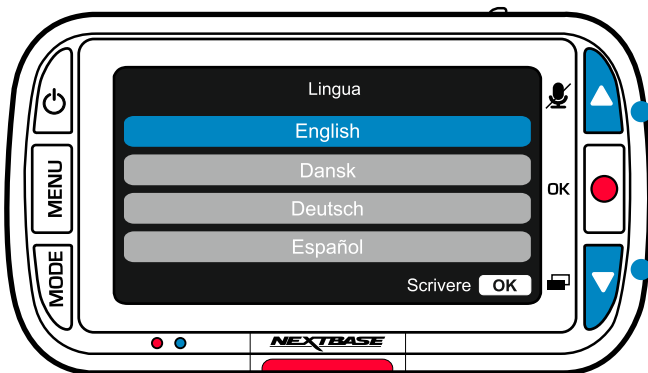 Lingua
English
Dansk
Deutsch
Español
Scrivere OK
MENU
MODE
OK
NEXTBASE